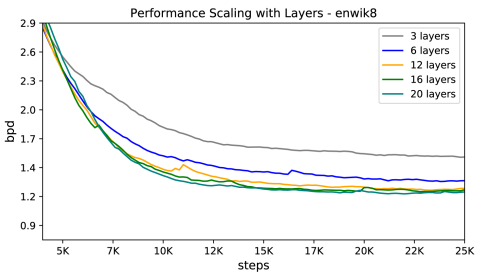 Performance Scaling with Layers - enwik8
bpd
2.9
2.6
2.3
2.0
1.7
1.4
1.2
0.9
3 layers
6 layers
12 layers
16 layers
20 layers
5K 7K 10K 12K 15K 17K 20K 22K 25K
steps